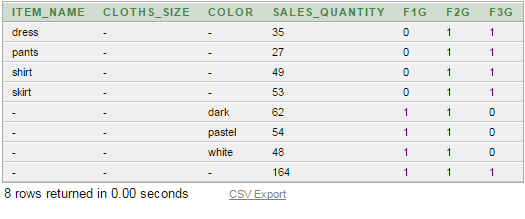 ITEM_NAME CLOTHS_SIZE COLOR SALES_QUANTITY F1G F2G F3G
dress - - 35 0 1 1
pants - - 27 0 1 1
shirt - - 49 0 1 1
skirt - - 53 0 1 1
- - dark 62 1 1 0
- - pastel 54 1 1 0
- - white 48 1 1 0
- - - 164 1 1 1
8 rows returned in 0.00 seconds CSV Export